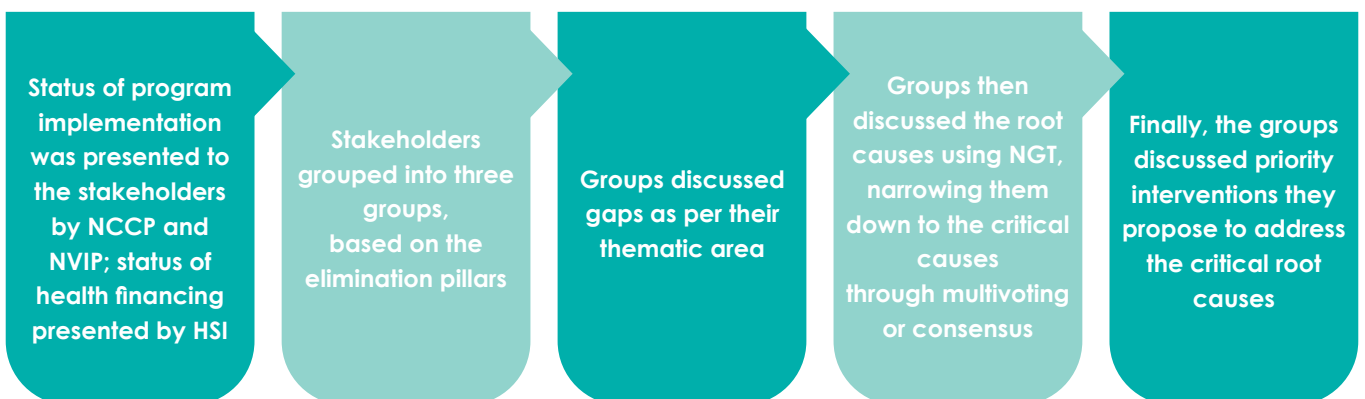 Status of program
implementation
was presented to
the stakeholders
by NCCP and
NVIP; status of
health financing
presented by HSI
Stakeholders
grouped into three
groups,
based on the
elimination pillars
Groups discussed
gaps as per their
thematic area
Groups then
discussed the root
causes using NGT,
narrowing them
down to the critical
causes
through multivoting
or consensus
Finally, the groups
discussed priority
interventions they
propose to address
the critical root
causes